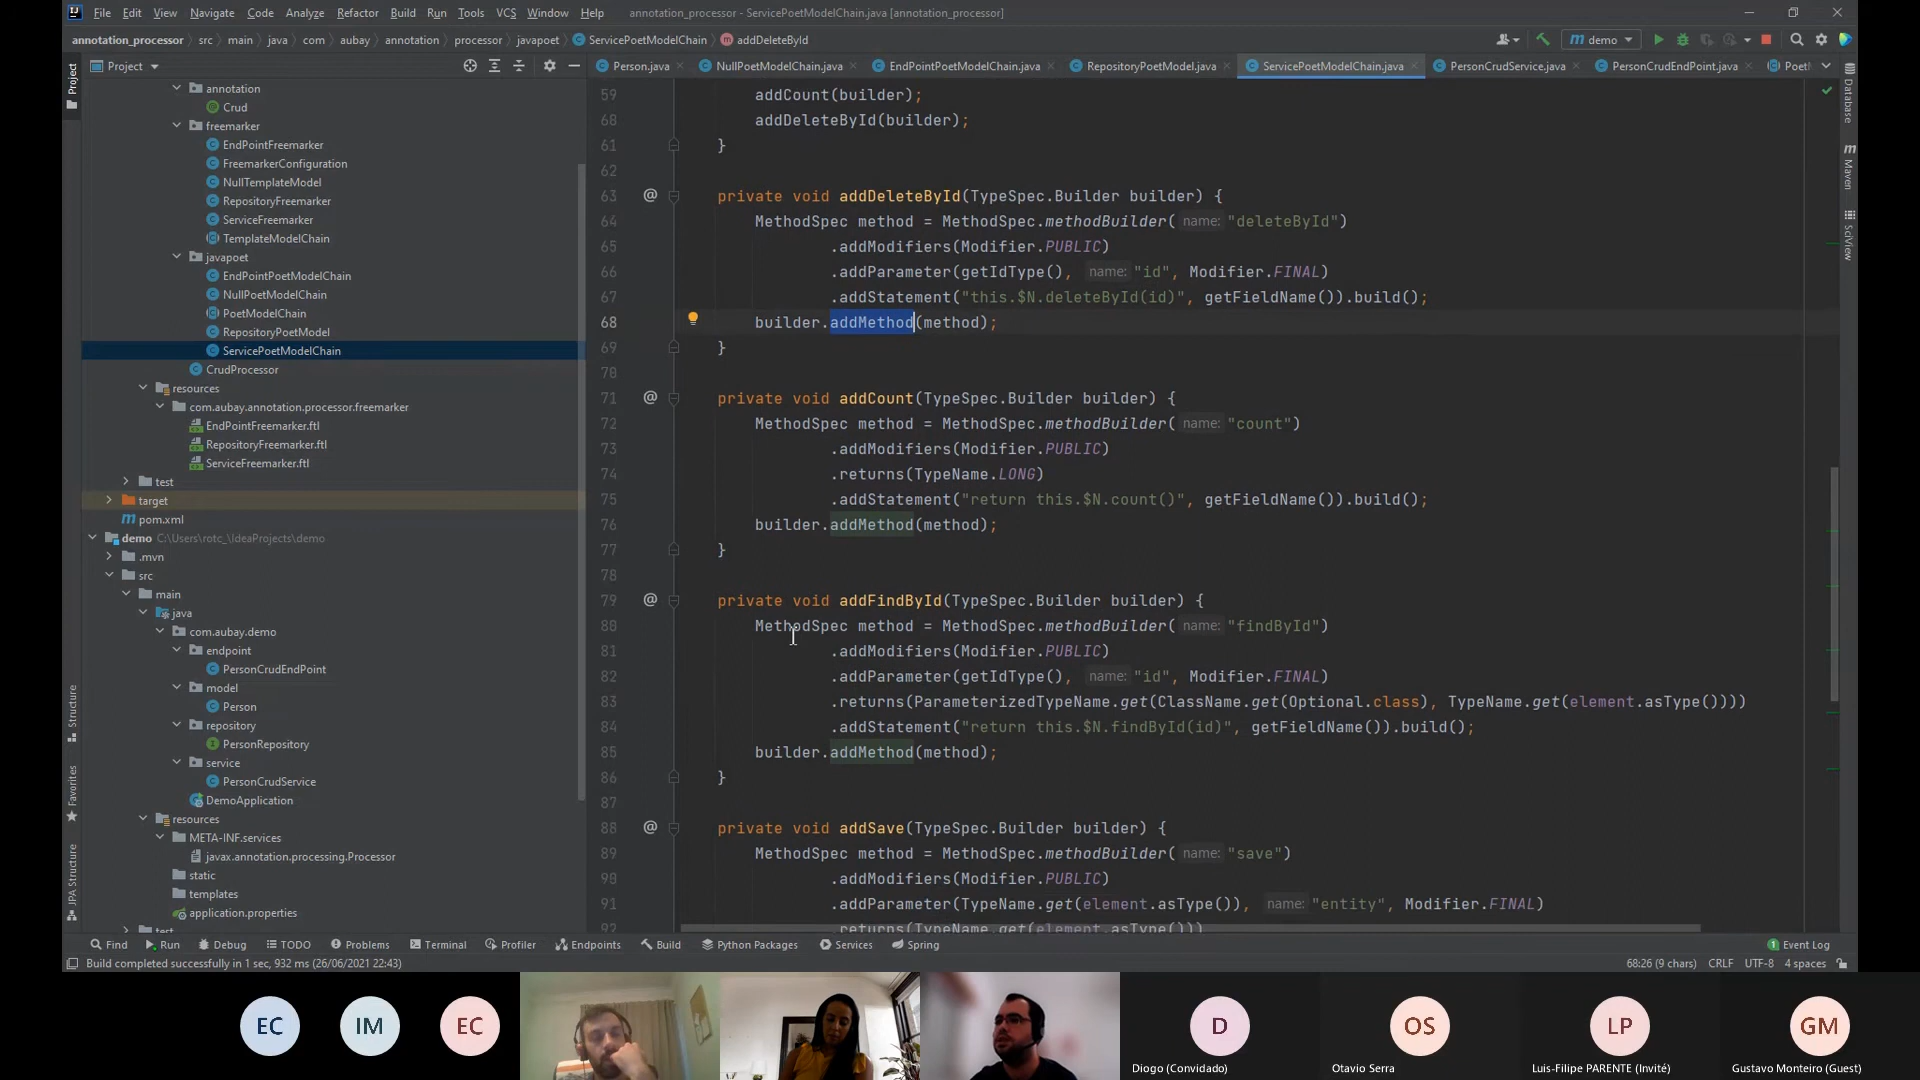 File Edit View Navigate Code Analyze Refactor Build Run Tools VCS Window Help annotation_processor - ServicePoetModelChain.java [annotation_processor]
annotation_processor src main java com aubay annotation processor javapoet ServicePoetModelChain addDeleteById demo
Project Person.java NullPoetModelChain.java EndPointPoetModelChain.java RepositoryPoetModel.java ServicePoetModelChain.java PersonCrudService.java PersonCrudEndPoint.java Poet
Project
annotation
Crud
freemarker
EndPointFreemarker
FreemarkerConfiguration
NullTemplateModel
RepositoryFreemarker
ServiceFreemarker
TemplateModelChain
javapoet
EndPointPoetModelChain
NullPoetModelChain
PoetModelChain
RepositoryPoetModel
ServicePoetModelChain
CrudProcessor
resources
com.aubay.annotation.processor.freemarker
EndPointFreemarker.ftl
RepositoryFreemarker.ftl
ServiceFreemarker.ftl
test
target
pom.xml
demo C:\Users\rotc_\IdeaProjects\demo
.mvn
src
main
java
com.aubay.demo
endpoint
PersonCrudEndPoint
model
Person
repository
PersonRepository
service
PersonCrudService
DemoApplication
resources
META-INF.services
javax.annotation.processing.Processor
static
templates
application.properties
test
Structure
Favorites
JPA Structure
59 addCount(builder);
60 addDeleteById(builder);
61 }
62
63 @ private void addDeleteById(TypeSpec.Builder builder) {
64 MethodSpec method = MethodSpec.methodBuilder( name: "deleteById")
65 .addModifiers(Modifier.PUBLIC)
66 .addParameter(getIdType(), name: "id", Modifier.FINAL)
67 .addStatement("this.$N.deleteById(id)", getFieldName()).build();
68 builder.addMethod(method);
69 }
70
71 @ private void addCount(TypeSpec.Builder builder) {
72 MethodSpec method = MethodSpec.methodBuilder( name: "count")
73 .addModifiers(Modifier.PUBLIC)
74 .returns(TypeName.LONG)
75 .addStatement("return this.$N.count()", getFieldName()).build();
76 builder.addMethod(method);
77 }
78
79 @ private void addFindById(TypeSpec.Builder builder) {
80 MethodSpec method = MethodSpec.methodBuilder( name: "findById")
81 .addModifiers(Modifier.PUBLIC)
82 .addParameter(getIdType(), name: "id", Modifier.FINAL)
83 .returns(ParameterizedTypeName.get(ClassName.get(Optional.class), TypeName.get(element.asType())))
84 .addStatement("return this.$N.findById(id)", getFieldName()).build();
85 builder.addMethod(method);
86 }
87
88 @ private void addSave(TypeSpec.Builder builder) {
89 MethodSpec method = MethodSpec.methodBuilder( name: "save")
90 .addModifiers(Modifier.PUBLIC)
91 .addParameter(TypeName.get(element.asType()), name: "entity", Modifier.FINAL)
92 .returns(TypeName.get(element.asType()))
Database
Maven
SciView
Find Run Debug TODO Problems Terminal Profiler Endpoints Build Python Packages Services Spring 1 Event Log
Build completed successfully in 1 sec, 932 ms (26/06/2021 22:43) 68:26 (9 chars) CRLF UTF-8 4 spaces
EC IM EC D OS LP GM
Diogo (Convidado) Otavio Serra Luis-Filipe PARENTE (Invité) Gustavo Monteiro (Guest)